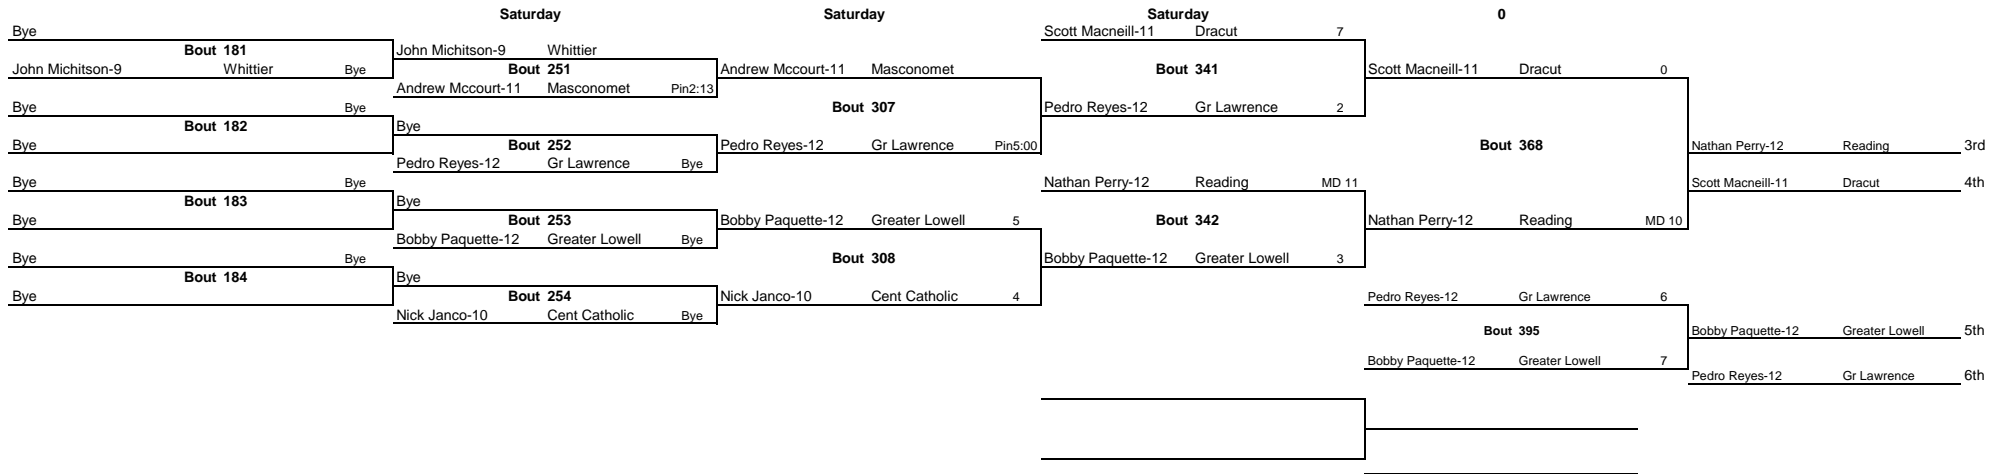 Saturday Saturday Saturday 0
Bye Scott Macneill-11 Dracut 7
Bout 181 John Michitson-9 Whittier
John Michitson-9 Whittier Bye Bout 251 Andrew Mccourt-11 Masconomet Bout 341 Scott Macneill-11 Dracut 0
Andrew Mccourt-11 Masconomet Pin2:13
Bye Bye Bout 307 Pedro Reyes-12 Gr Lawrence 2
Bout 182 Bye
Bye Bout 252 Pedro Reyes-12 Gr Lawrence Pin5:00 Bout 368 Nathan Perry-12 Reading 3rd
Pedro Reyes-12 Gr Lawrence Bye
Bye Bye Nathan Perry-12 Reading MD 11 Scott Macneill-11 Dracut 4th
Bout 183 Bye
Bye Bout 253 Bobby Paquette-12 Greater Lowell 5 Bout 342 Nathan Perry-12 Reading MD 10
Bobby Paquette-12 Greater Lowell Bye
Bye Bye Bout 308 Bobby Paquette-12 Greater Lowell 3
Bout 184 Bye
Bye Bout 254 Nick Janco-10 Cent Catholic 4 Pedro Reyes-12 Gr Lawrence 6
Nick Janco-10 Cent Catholic Bye
Bout 395 Bobby Paquette-12 Greater Lowell 5th
Bobby Paquette-12 Greater Lowell 7
Pedro Reyes-12 Gr Lawrence 6th